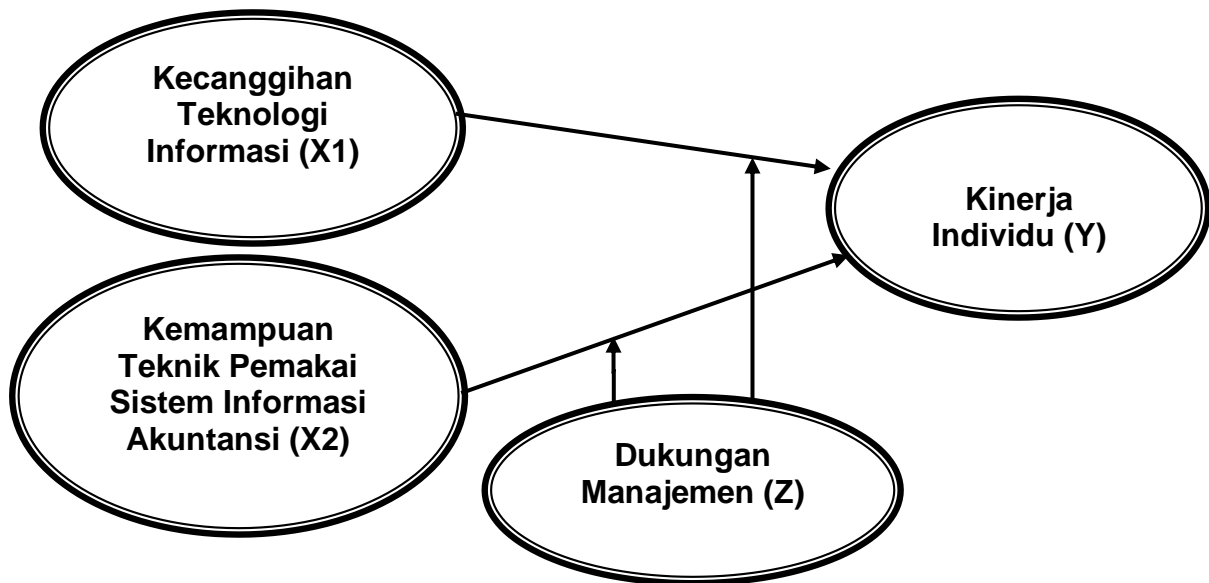 Kecanggihan
Teknologi
Informasi (X1)
Kinerja
Individu (Y)
Kemampuan
Teknik Pemakai
Sistem Informasi
Akuntansi (X2)
Dukungan
Manajemen (Z)